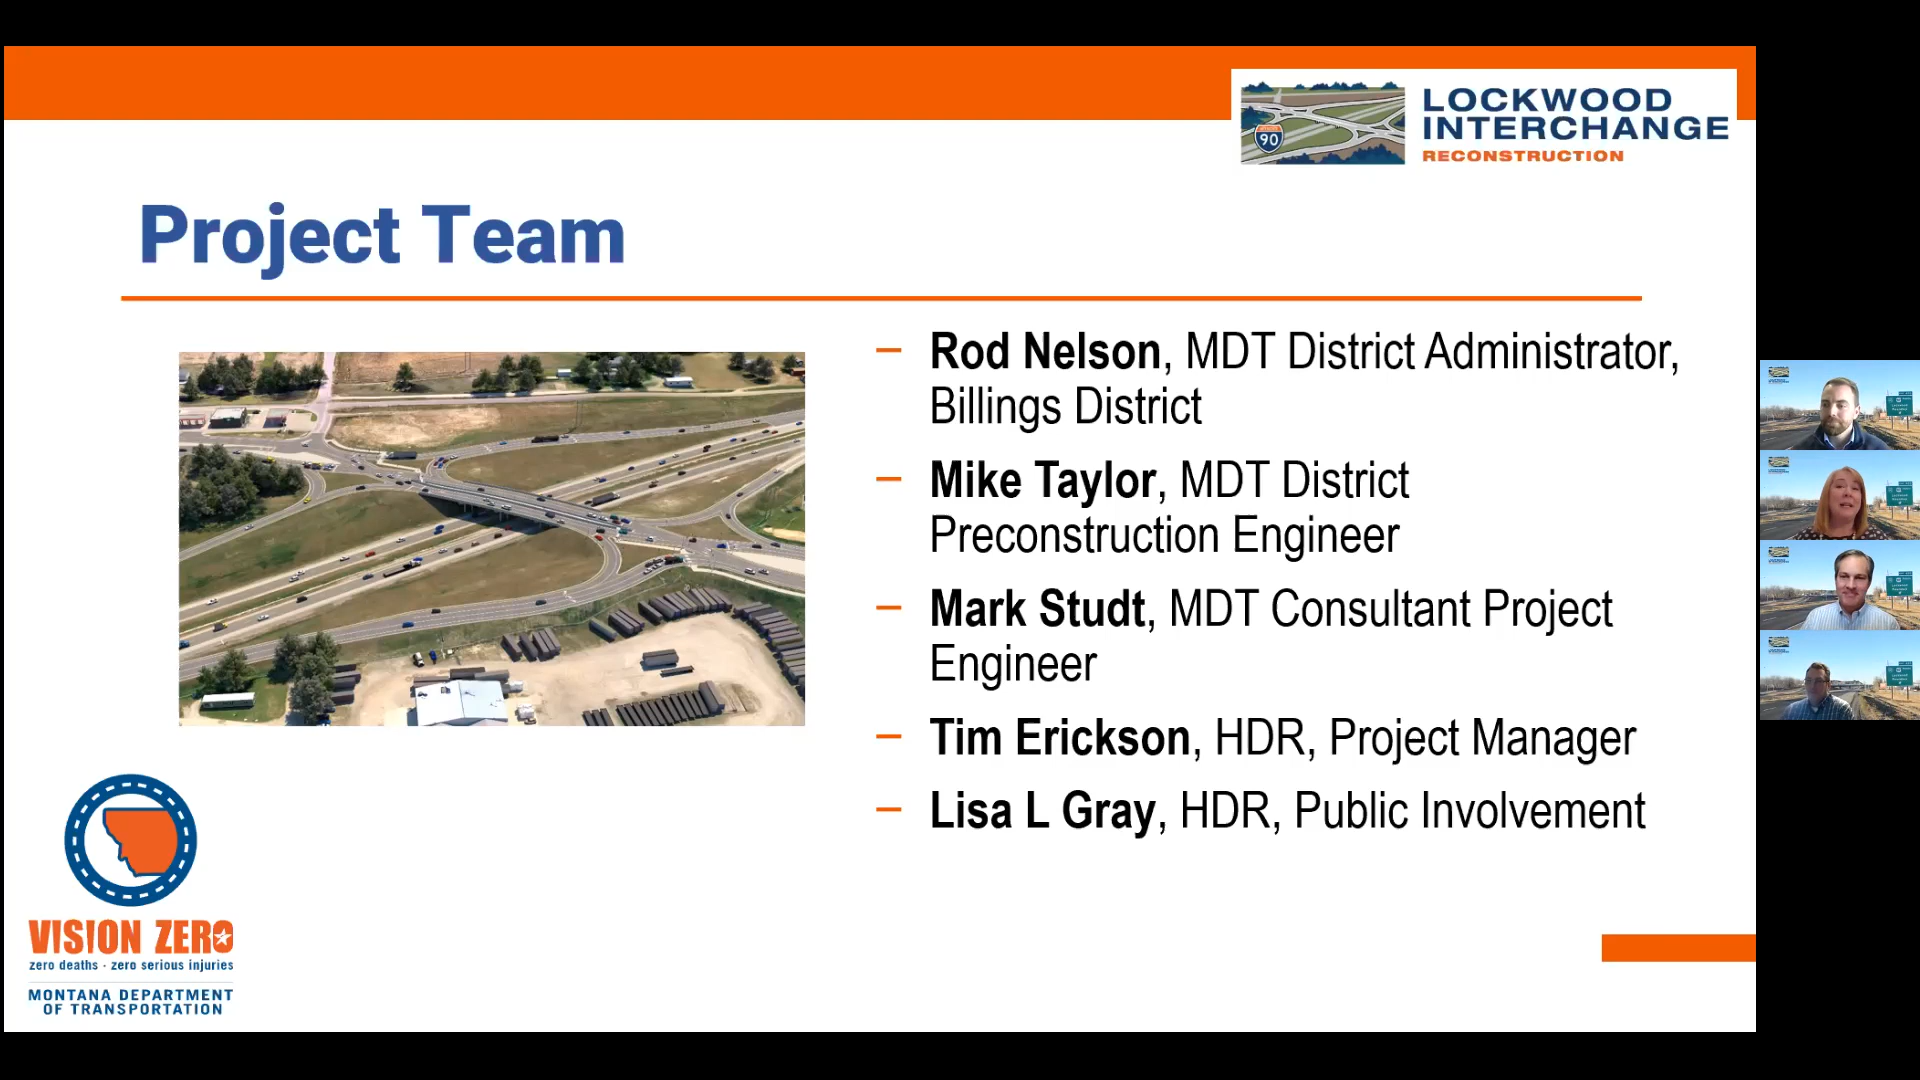 LOCKWOOD
INTERCHANGE
RECONSTRUCTION
90
Project Team
– Rod Nelson, MDT District Administrator,
Billings District
– Mike Taylor, MDT District
Preconstruction Engineer
– Mark Studt, MDT Consultant Project
Engineer
– Tim Erickson, HDR, Project Manager
– Lisa L Gray, HDR, Public Involvement
VISION ZERO
zero deaths · zero serious injuries
MONTANA DEPARTMENT
OF TRANSPORTATION